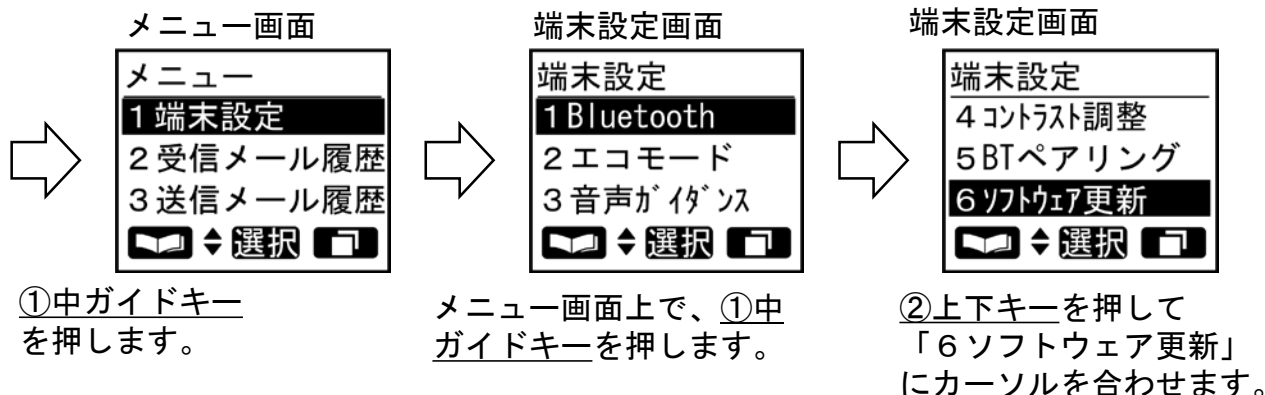 メニュー画面
メニュー
1端末設定
2受信メール履歴
3送信メール履歴
選択
①中ガイドキー
を押します。
端末設定画面
端末設定
1Bluetooth
2エコモード
3音声ｶﾞｲﾀﾞﾝｽ
選択
メニュー画面上で、①中
ガイドキーを押します。
端末設定画面
端末設定
4ｺﾝﾄﾗｽﾄ調整
5BTペアリング
6ｿﾌﾄｳｪｱ更新
選択
②上下キーを押して
「６ソフトウェア更新」
にカーソルを合わせます。